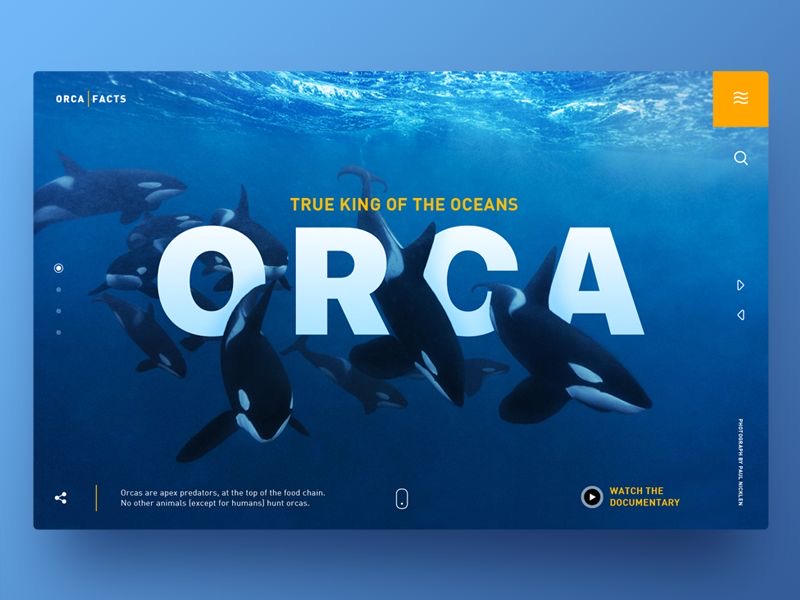 ORCA FACTS
TRUE KING OF THE OCEANS
ORCA
PHOTOGRAPH BY PAUL NICKLEN
Orcas are apex predators, at the top of the food chain.
No other animals (except for humans) hunt orcas.
WATCH THE
DOCUMENTARY